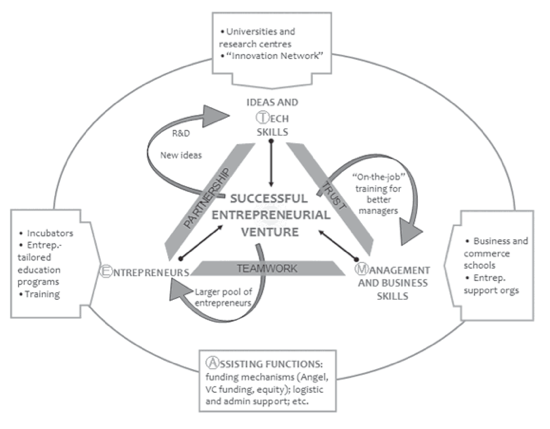 • Universities and
research centres
• "Innovation Network"
IDEAS AND
TECH
SKILLS
R&D
New ideas
PARTNERSHIP
TRUST
"On-the-job"
training for
better
managers
SUCCESSFUL
ENTREPRENEURIAL
VENTURE
• Incubators
• Entrep.-
tailored
education
programs
• Training
ENTREPRENEURS
TEAMWORK
MANAGEMENT
AND BUSINESS
SKILLS
• Business and
commerce
schools
• Entrep.
support orgs
Larger pool of
entrepreneurs
ASSISTING FUNCTIONS:
funding mechanisms (Angel,
VC funding, equity); logistic
and admin support; etc.